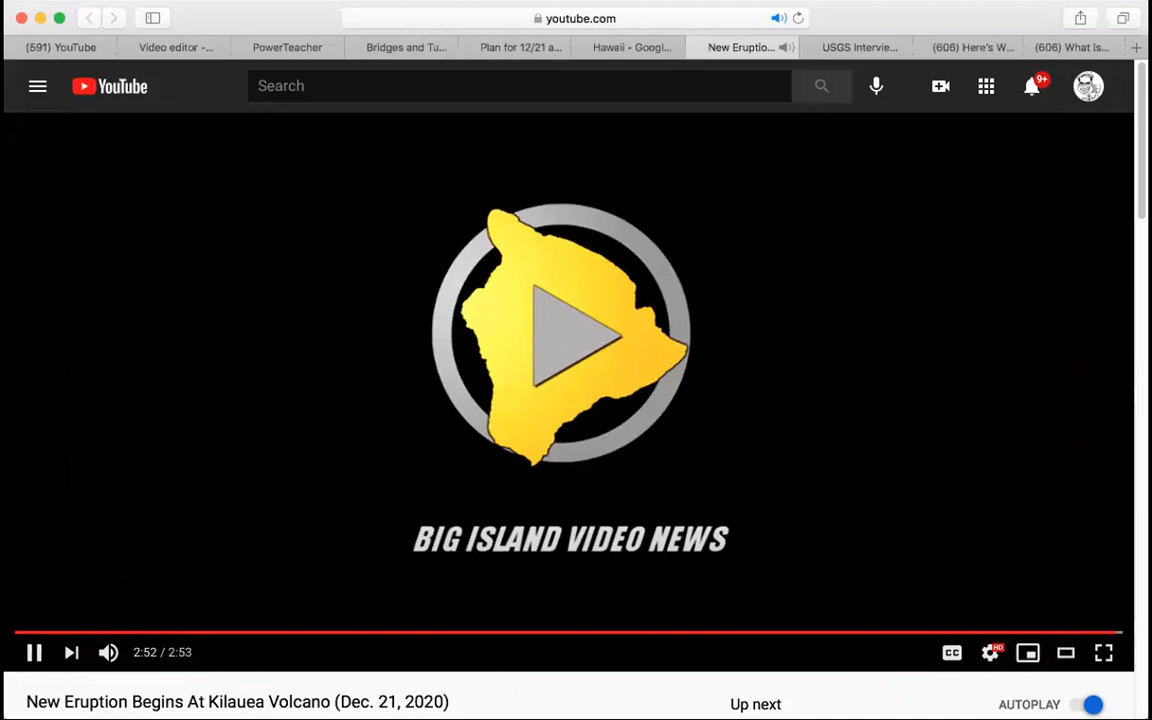 youtube.com
(591) YouTube
Video editor -...
PowerTeacher
Bridges and Tu...
Plan for 12/21 a...
Hawaii - Googl...
New Eruptio...
USGS Intervie...
(606) Here's W...
(606) What Is...
YouTube
Search
9+
BIG ISLAND VIDEO NEWS
2:52 / 2:53
CC
HD
New Eruption Begins At Kilauea Volcano (Dec. 21, 2020)
Up next
AUTOPLAY